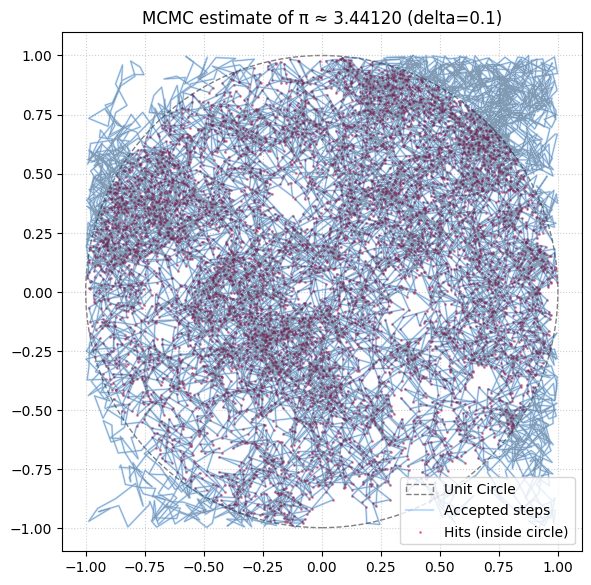 MCMC estimate of π ≈ 3.44120 (delta=0.1)
1.00
0.75
0.50
0.25
0.00
−0.25
−0.50
−0.75
−1.00
Unit Circle
Accepted steps
Hits (inside circle)
−1.00 −0.75 −0.50 −0.25 0.00 0.25 0.50 0.75 1.00